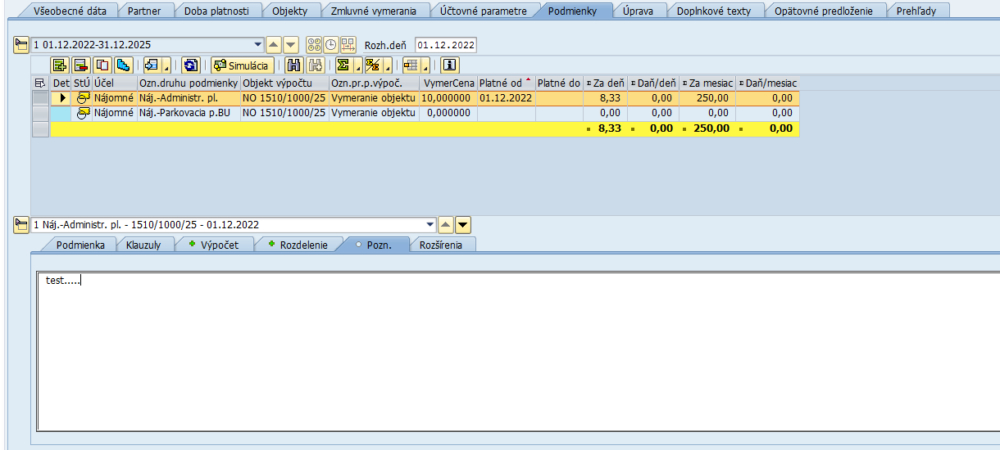 Všeobecné dáta Partner Doba platnosti Objekty Zmluvné vymerania Účtovné parametre Podmienky Úprava Doplnkové texty Opätovné predloženie Prehľady
1 01.12.2022-31.12.2025 Rozh.deň 01.12.2022
Simulácia
Det StÚ Účel Ozn.druhu podmienky Objekt výpočtu Ozn.pr.p.výpoč. VymerCena Platné od Platné do Σ Za deň Σ Daň/deň Σ Za mesiac Σ Daň/mesiac
Nájomné Náj.-Administr. pl. NO 1510/1000/25 Vymeranie objektu 10,000000 01.12.2022 8,33 0,00 250,00 0,00
Nájomné Náj.-Parkovacia p.BU NO 1510/1000/25 Vymeranie objektu 0,000000 0,00 0,00 0,00 0,00
8,33 0,00 250,00 0,00
1 Náj.-Administr. pl. - 1510/1000/25 - 01.12.2022
Podmienka Klauzuly Výpočet Rozdelenie Pozn. Rozšírenia
test.....